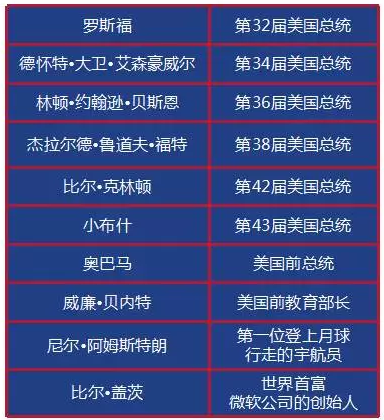 罗斯福 第32届美国总统
德怀特•大卫•艾森豪威尔 第34届美国总统
林顿•约翰逊•贝斯恩 第36届美国总统
杰拉尔德•鲁道夫•福特 第38届美国总统
比尔•克林顿 第42届美国总统
小布什 第43届美国总统
奥巴马 美国前总统
威廉•贝内特 美国前教育部长
尼尔•阿姆斯特朗 第一位登上月球
行走的宇航员
比尔•盖茨 世界首富
微软公司的创始人